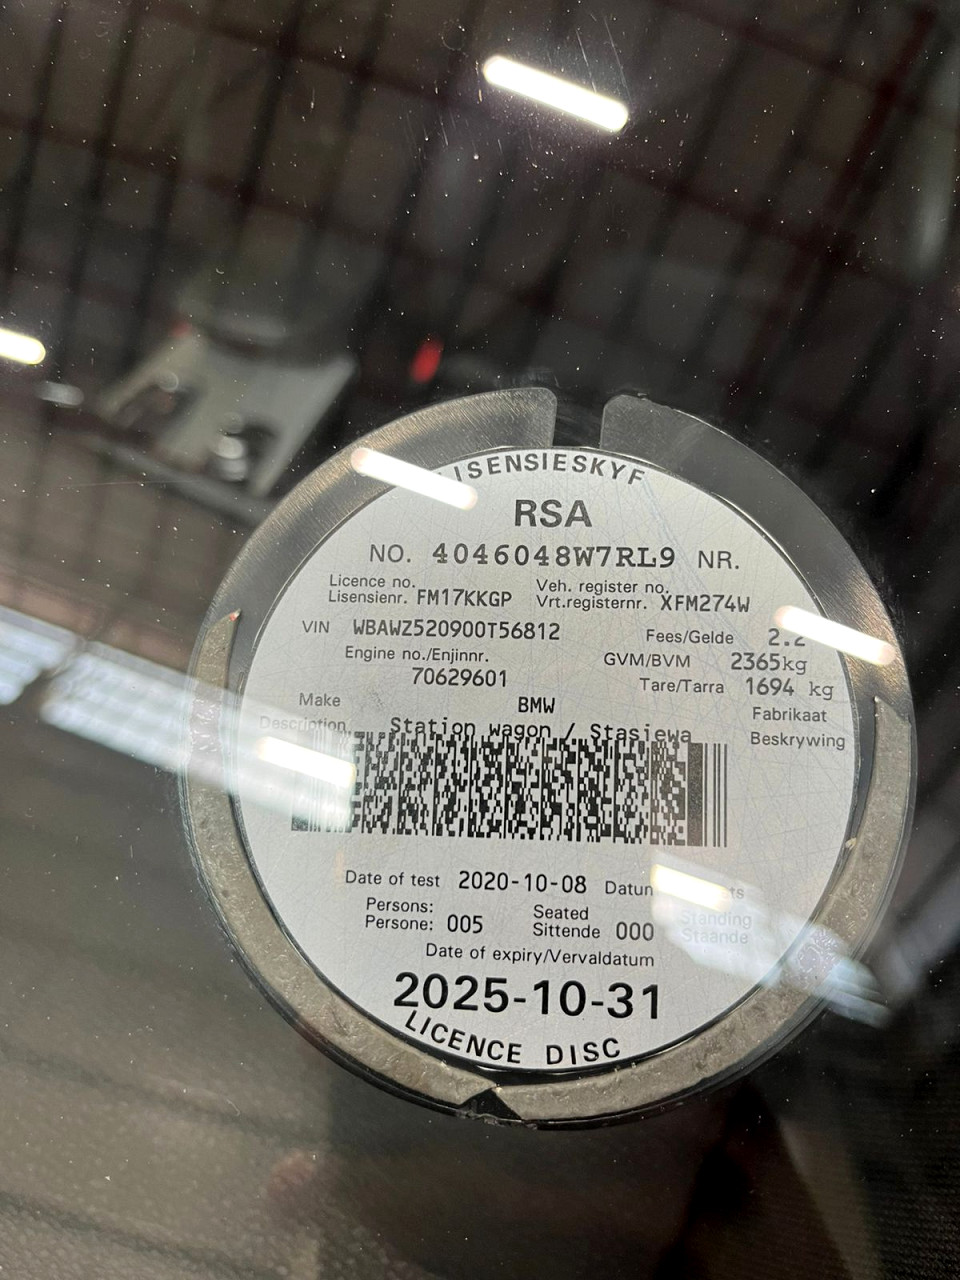 ISENSIESKYF
RSA
NO. 4046048W7RL9 NR.
Licence no. Veh. register no.
Lisensienr. FM17KKGP Vrt.registernr. XFM274W
VIN WBAWZ520900T56812 Fees/Gelde 2.2
Engine no./Enjinnr. GVM/BVM 2365kg
70629601 Tare/Tarra 1694 kg
Make BMW Fabrikaat
Description Station wagon / Stasiewa Beskrywing
Date of test 2020-10-08 Datum
Persons: Seated Standing
Persone: 005 Sittende 000 Staande
Date of expiry/Vervaldatum
2025-10-31
LICENCE DISC